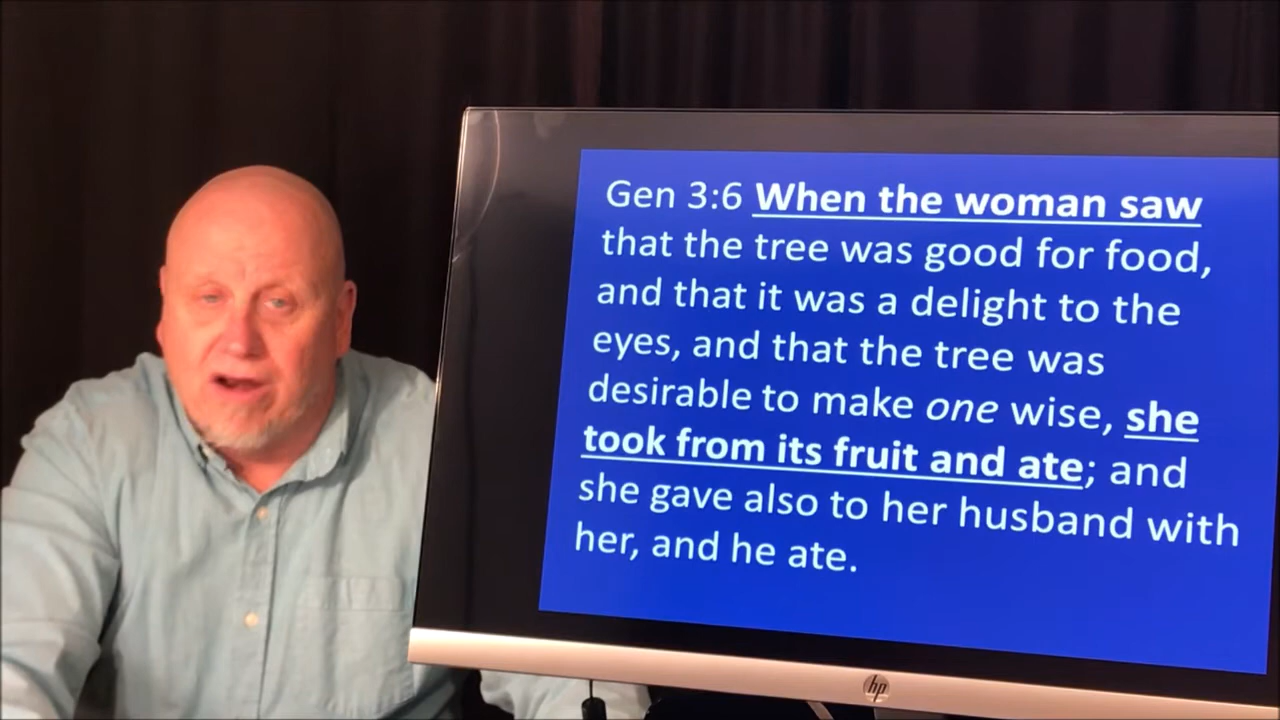 Gen 3:6 When the woman saw
that the tree was good for food,
and that it was a delight to the
eyes, and that the tree was
desirable to make one wise, she
took from its fruit and ate; and
she gave also to her husband with
her, and he ate.
hp